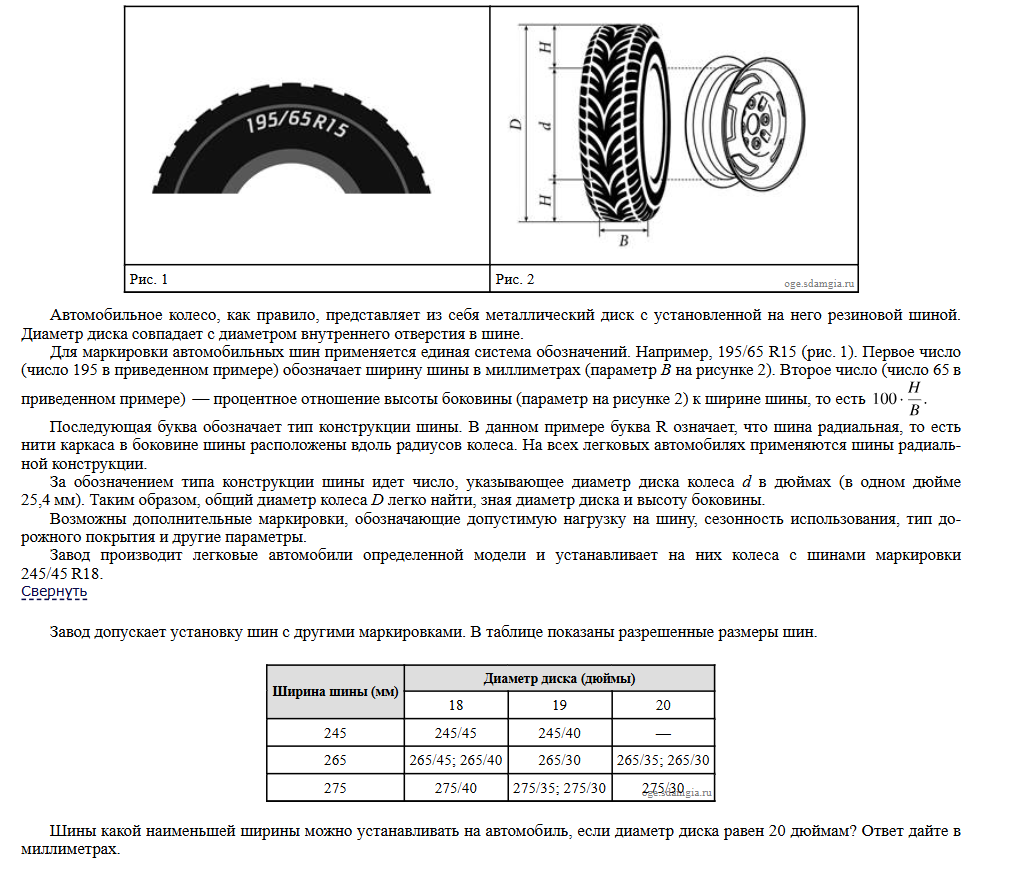 195/65R15
D
H
d
H
B
Рис. 1
Рис. 2
oge.sdamgia.ru
Автомобильное колесо, как правило, представляет из себя металлический диск с установленной на него резиновой шиной.
Диаметр диска совпадает с диаметром внутреннего отверстия в шине.
Для маркировки автомобильных шин применяется единая система обозначений. Например, 195/65 R15 (рис. 1). Первое число
(число 195 в приведенном примере) обозначает ширину шины в миллиметрах (параметр B на рисунке 2). Второе число (число 65 в
приведенном примере) — процентное отношение высоты боковины (параметр на рисунке 2) к ширине шины, то есть 100 · H/B.
Последующая буква обозначает тип конструкции шины. В данном примере буква R означает, что шина радиальная, то есть
нити каркаса в боковине шины расположены вдоль радиусов колеса. На всех легковых автомобилях применяются шины радиаль-
ной конструкции.
За обозначением типа конструкции шины идет число, указывающее диаметр диска колеса d в дюймах (в одном дюйме
25,4 мм). Таким образом, общий диаметр колеса D легко найти, зная диаметр диска и высоту боковины.
Возможны дополнительные маркировки, обозначающие допустимую нагрузку на шину, сезонность использования, тип до-
рожного покрытия и другие параметры.
Завод производит легковые автомобили определенной модели и устанавливает на них колеса с шинами маркировки
245/45 R18.
Свернуть
Завод допускает установку шин с другими маркировками. В таблице показаны разрешенные размеры шин.
Ширина шины (мм) Диаметр диска (дюймы)
18 19 20
245 245/45 245/40 —
265 265/45; 265/40 265/30 265/35; 265/30
275 275/40 275/35; 275/30 275/30
oge.sdamgia.ru
Шины какой наименьшей ширины можно устанавливать на автомобиль, если диаметр диска равен 20 дюймам? Ответ дайте в
миллиметрах.